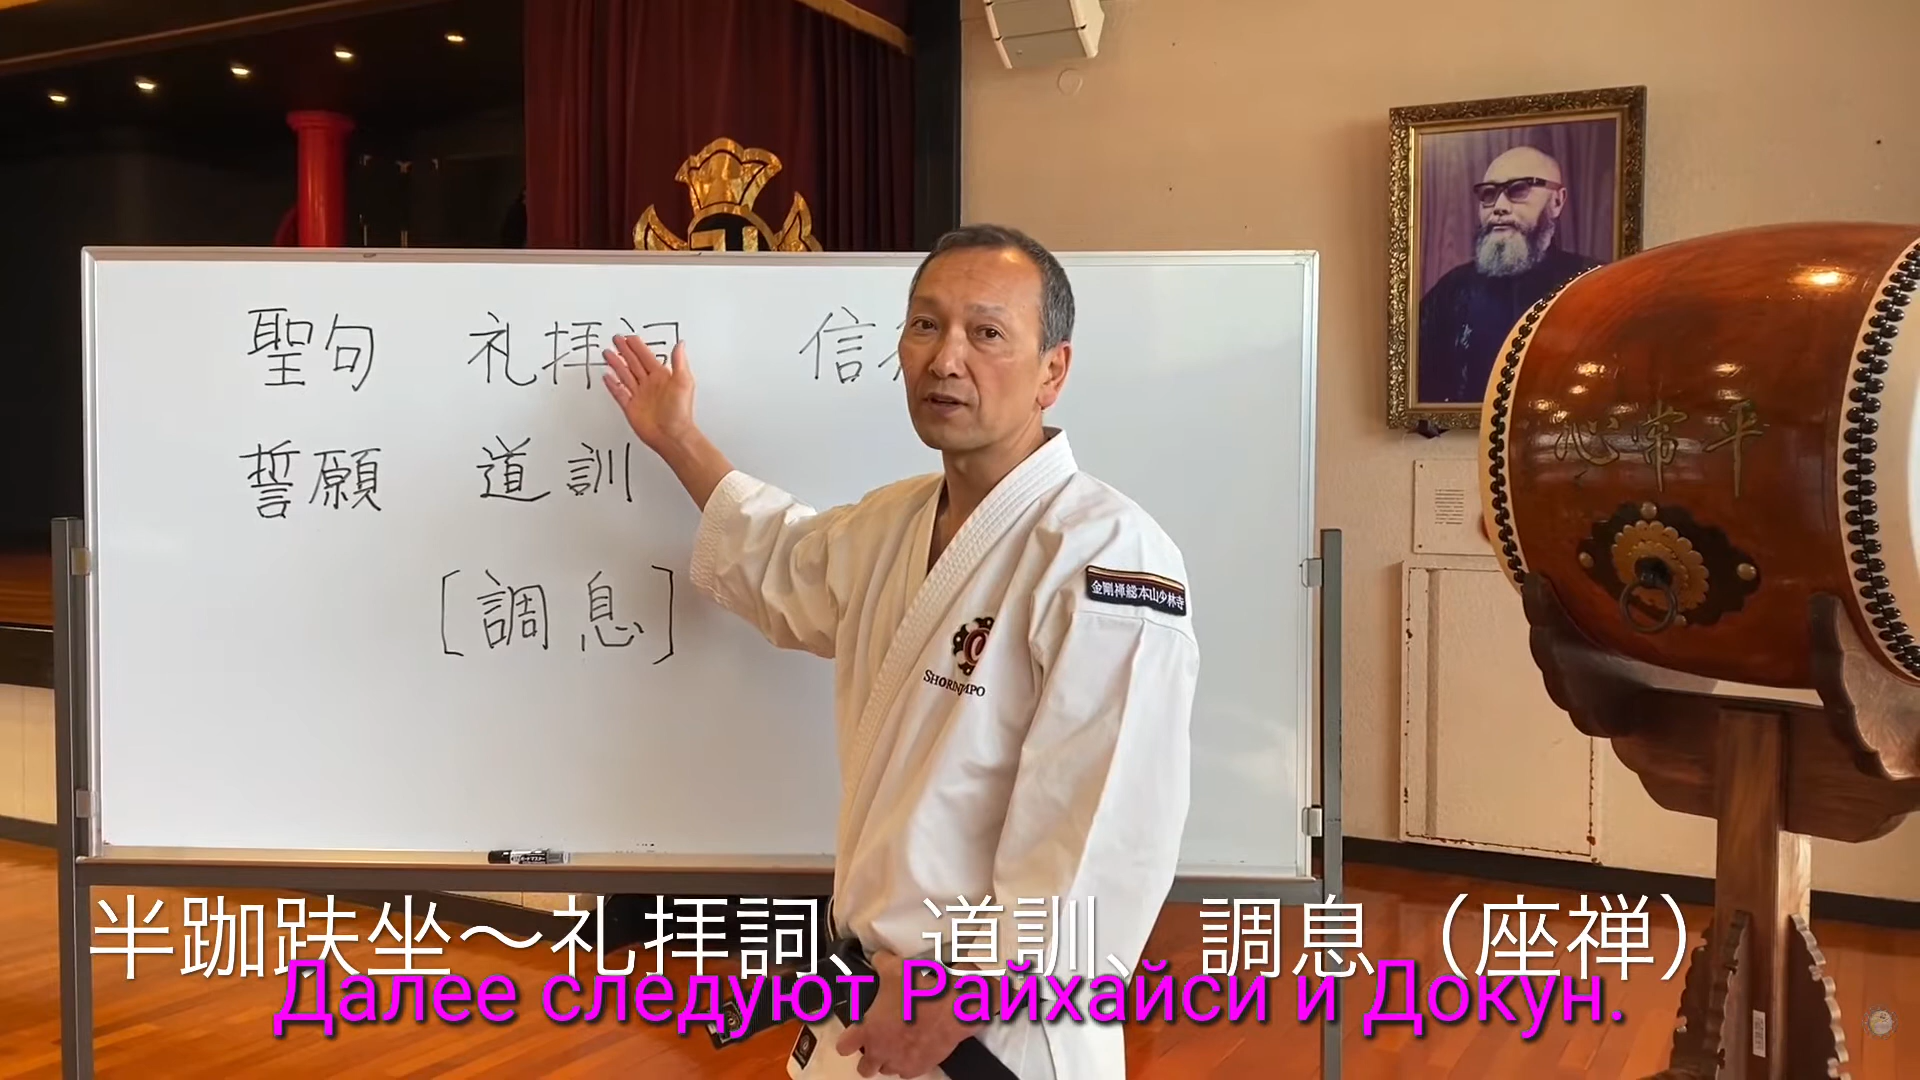 聖句 礼拝詞 信
誓願 道訓
[調息]
心常平
金剛禅総本山少林寺
半跏趺坐〜礼拝詞、道訓、調息（座禅）
Далее следуют Райхайси и Докун.